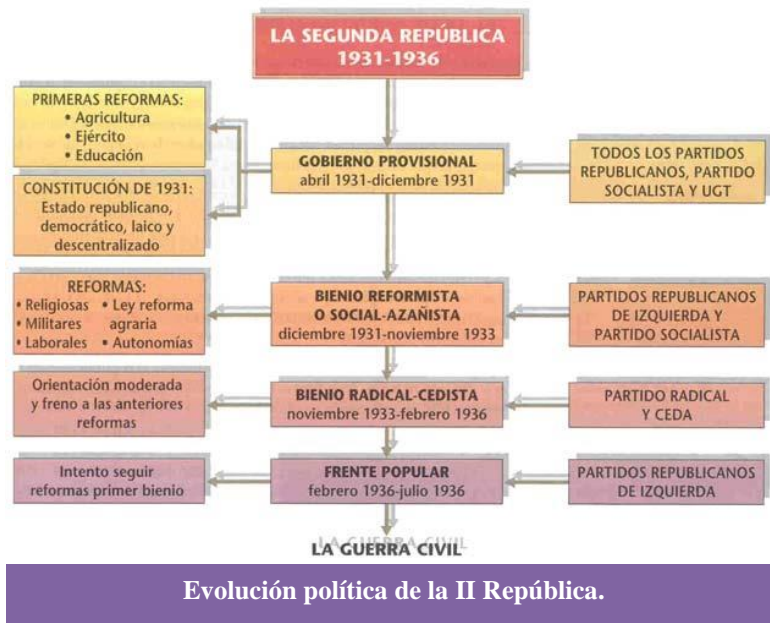 LA SEGUNDA REPÚBLICA
1931-1936
PRIMERAS REFORMAS:
• Agricultura
• Ejército
• Educación
CONSTITUCIÓN DE 1931:
Estado republicano,
democrático, laico y
descentralizado
GOBIERNO PROVISIONAL
abril 1931-diciembre 1931
TODOS LOS PARTIDOS
REPUBLICANOS, PARTIDO
SOCIALISTA Y UGT
REFORMAS:
• Religiosas
• Militares
• Laborales
• Ley reforma
agraria
• Autonomías
BIENIO REFORMISTA
O SOCIAL-AZAÑISTA
diciembre 1931-noviembre 1933
PARTIDOS REPUBLICANOS
DE IZQUIERDA Y
PARTIDO SOCIALISTA
Orientación moderada
y freno a las anteriores
reformas
BIENIO RADICAL-CEDISTA
noviembre 1933-febrero 1936
PARTIDO RADICAL
Y CEDA
Intento seguir
reformas primer bienio
FRENTE POPULAR
febrero 1936-julio 1936
PARTIDOS REPUBLICANOS
DE IZQUIERDA
LA GUERRA CIVIL
Evolución política de la II República.